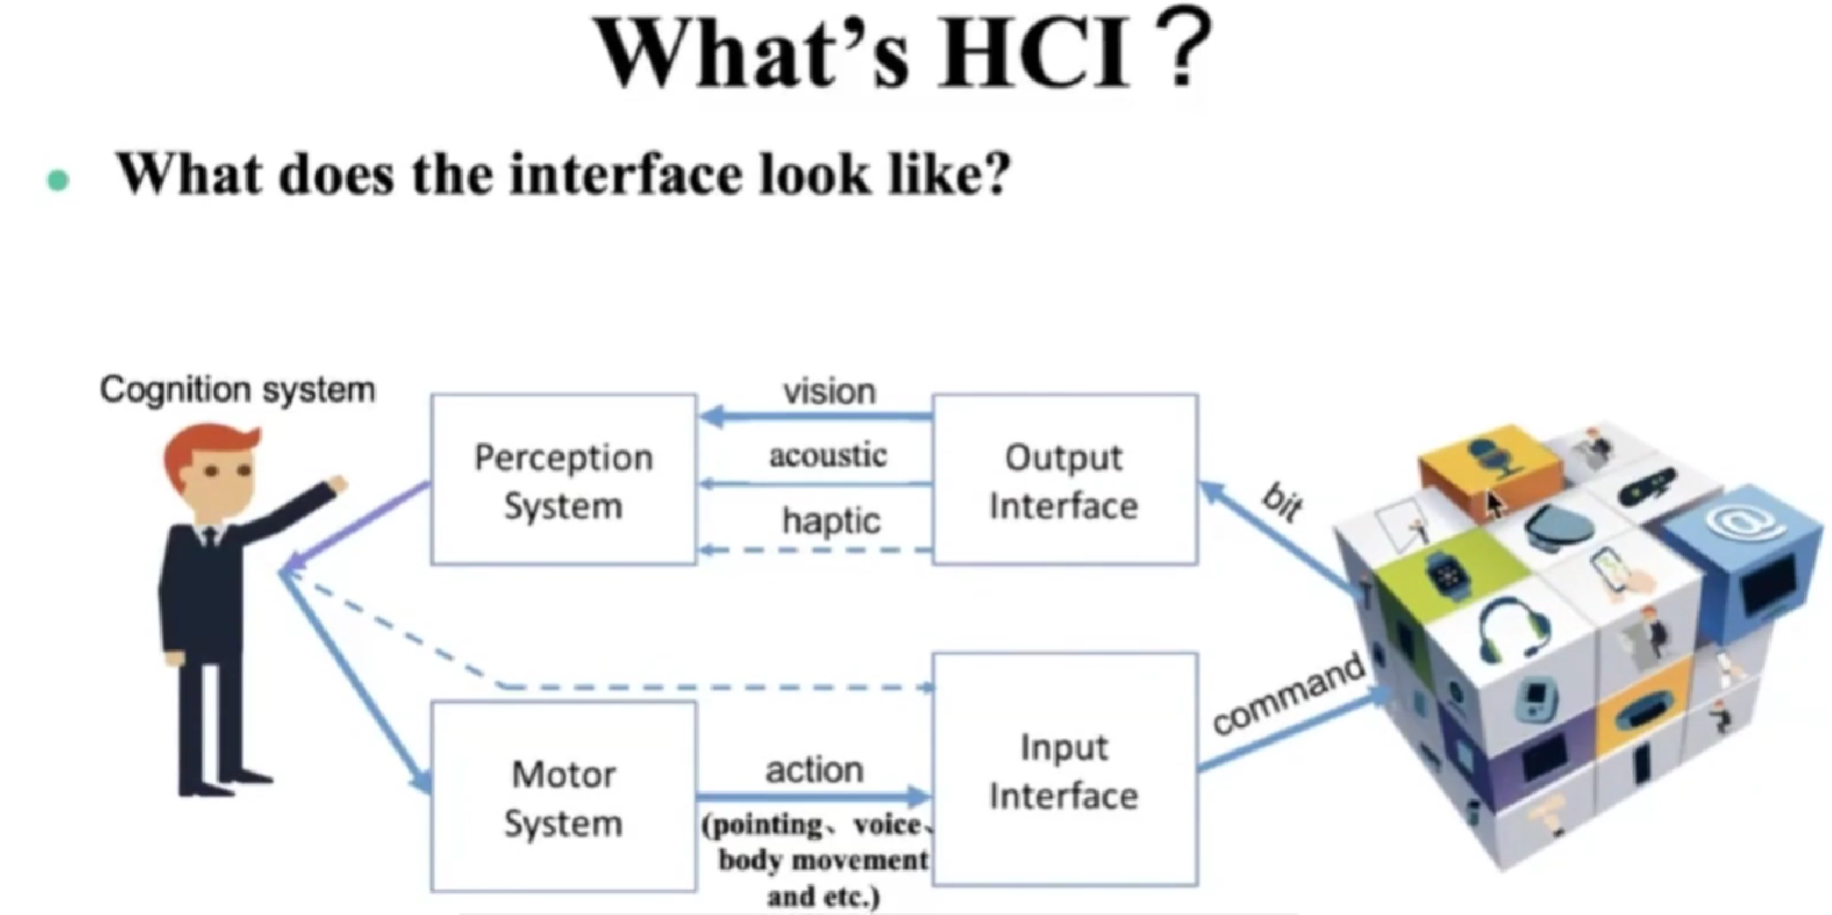 What's HCI？
What does the interface look like?
Cognition system
Perception
System
vision
acoustic
haptic
Output
Interface
bit
@
Motor
System
action
(pointing、voice、
body movement
and etc.)
Input
Interface
command